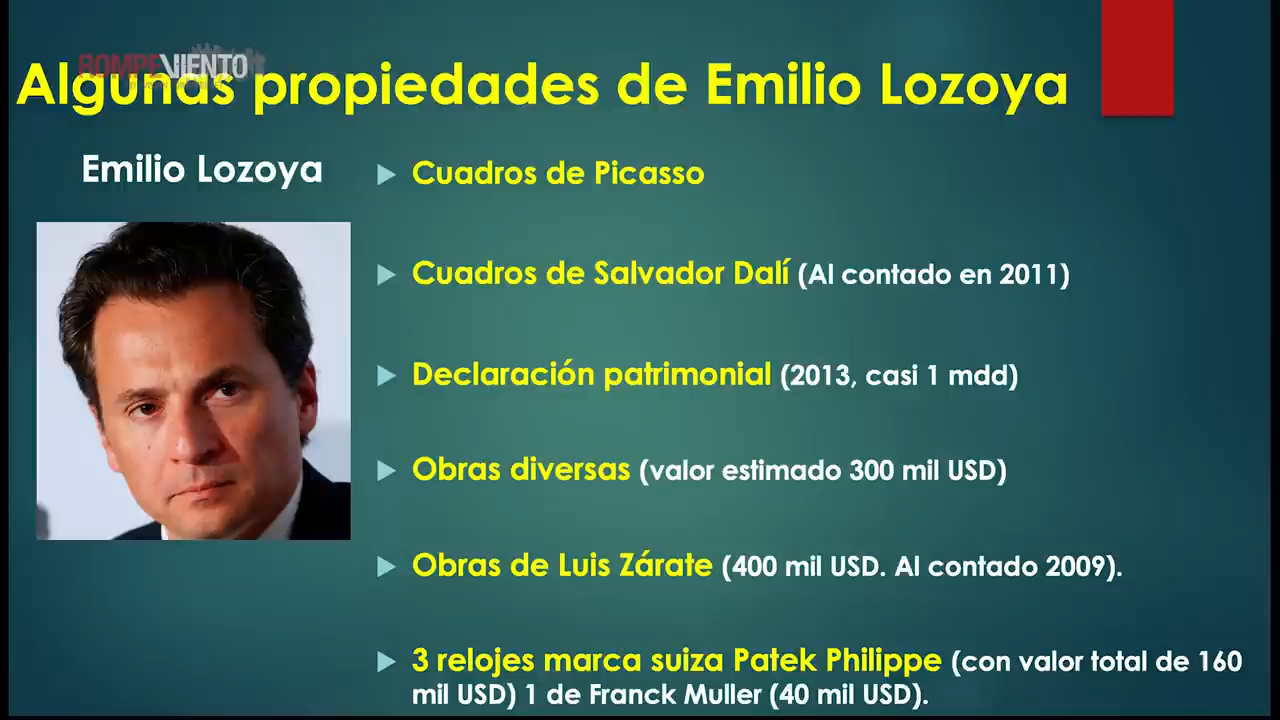 ROMPEVIENTO
Algunas propiedades de Emilio Lozoya
Emilio Lozoya
Cuadros de Picasso
Cuadros de Salvador Dalí (Al contado en 2011)
Declaración patrimonial (2013, casi 1 mdd)
Obras diversas (valor estimado 300 mil USD)
Obras de Luis Zárate (400 mil USD. Al contado 2009).
3 relojes marca suiza Patek Philippe (con valor total de 160
mil USD) 1 de Franck Muller (40 mil USD).